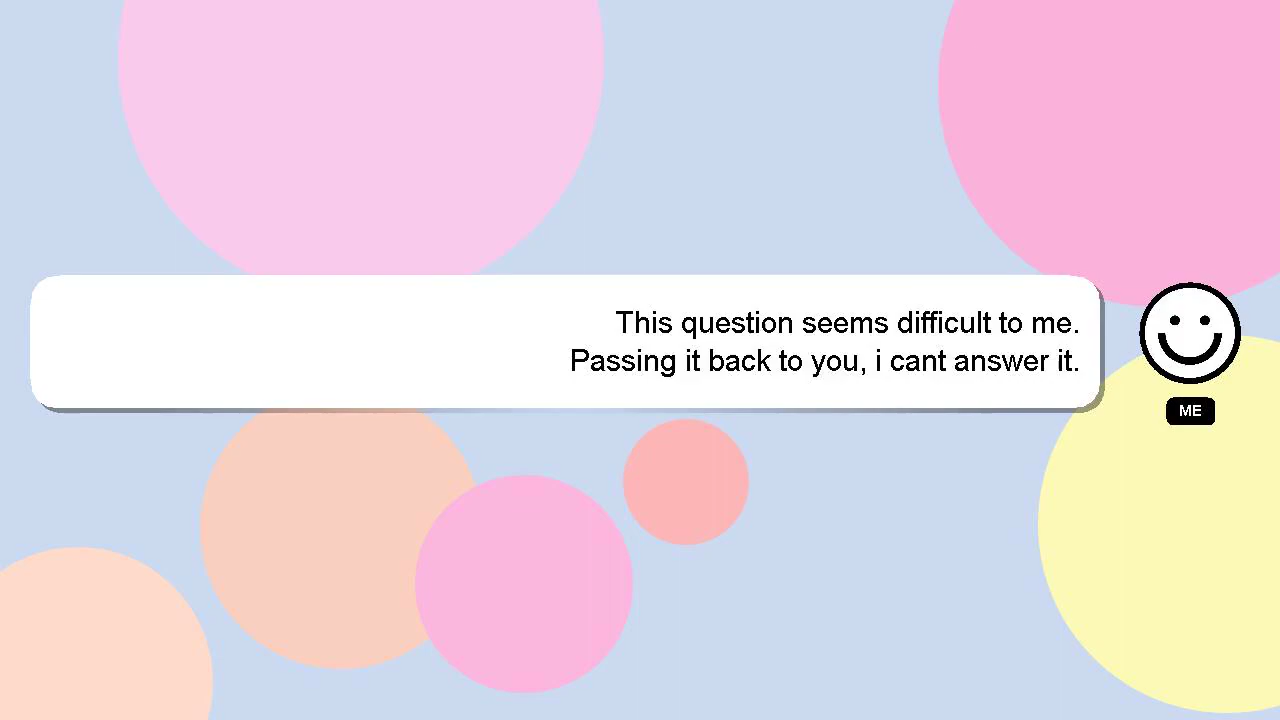 This question seems difficult to me.
Passing it back to you, i cant answer it.
ME